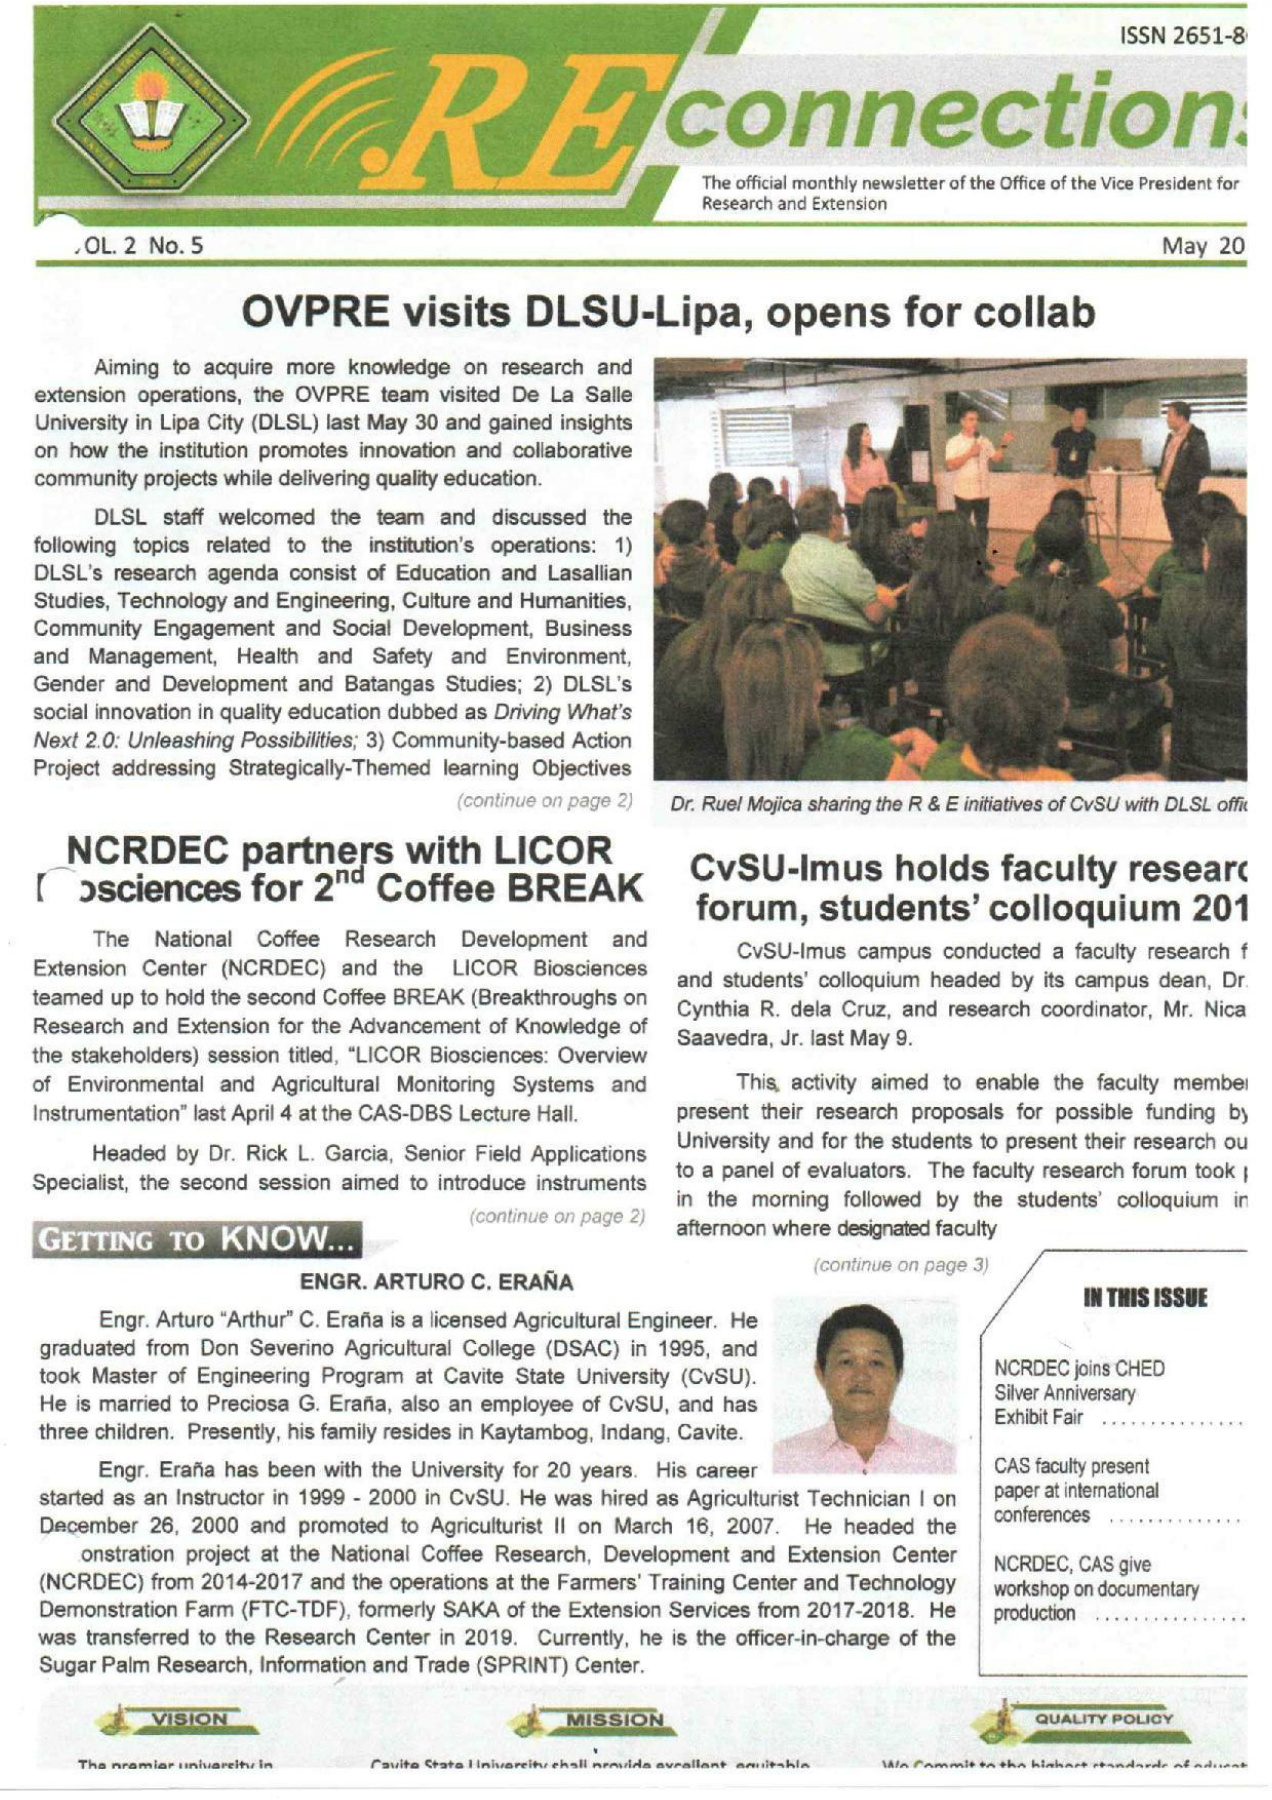 ISSN 2651-8
REconnections
The official monthly newsletter of the Office of the Vice President for
Research and Extension
OL. 2 No. 5
May 20
OVPRE visits DLSU-Lipa, opens for collab
Aiming to acquire more knowledge on research and
extension operations, the OVPRE team visited De La Salle
University in Lipa City (DLSL) last May 30 and gained insights
on how the institution promotes innovation and collaborative
community projects while delivering quality education.
DLSL staff welcomed the team and discussed the
following topics related to the institution's operations: 1)
DLSL's research agenda consist of Education and Lasallian
Studies, Technology and Engineering, Culture and Humanities,
Community Engagement and Social Development, Business
and Management, Health and Safety and Environment,
Gender and Development and Batangas Studies; 2) DLSL's
social innovation in quality education dubbed as Driving What's
Next 2.0: Unleashing Possibilities; 3) Community-based Action
Project addressing Strategically-Themed learning Objectives
(continue on page 2)
Dr. Ruel Mojica sharing the R & E initiatives of CvSU with DLSL
NCRDEC partners with LICOR
osciences for 2nd Coffee BREAK
The National Coffee Research Development and
Extension Center (NCRDEC) and the LICOR Biosciences
teamed up to hold the second Coffee BREAK (Breakthroughs on
Research and Extension for the Advancement of Knowledge of
the stakeholders) session titled, "LICOR Biosciences: Overview
of Environmental and Agricultural Monitoring Systems and
Instrumentation" last April 4 at the CAS-DBS Lecture Hall.
Headed by Dr. Rick L. Garcia, Senior Field Applications
Specialist, the second session aimed to introduce instruments
(continue on page 2)
CvSU-Imus holds faculty researc
forum, students' colloquium 201
CvSU-Imus campus conducted a faculty research f
and students' colloquium headed by its campus dean, Dr.
Cynthia R. dela Cruz, and research coordinator, Mr. Nica
Saavedra, Jr. last May 9.
This activity aimed to enable the faculty member
present their research proposals for possible funding by
University and for the students to present their research ou
to a panel of evaluators. The faculty research forum took p
in the morning followed by the students' colloquium in
afternoon where designated faculty
(continue on page 3)
GETTING TO KNOW...
ENGR. ARTURO C. ERAÑA
Engr. Arturo "Arthur" C. Eraña is a licensed Agricultural Engineer. He
graduated from Don Severino Agricultural College (DSAC) in 1995, and
took Master of Engineering Program at Cavite State University (CvSU).
He is married to Preciosa G. Eraña, also an employee of CvSU, and has
three children. Presently, his family resides in Kaytambog, Indang, Cavite.
Engr. Eraña has been with the University for 20 years. His career
started as an Instructor in 1999 - 2000 in CvSU. He was hired as Agriculturist Technician I on
December 26, 2000 and promoted to Agriculturist II on March 16, 2007. He headed the
onstration project at the National Coffee Research, Development and Extension Center
(NCRDEC) from 2014-2017 and the operations at the Farmers' Training Center and Technology
Demonstration Farm (FTC-TDF), formerly SAKA of the Extension Services from 2017-2018. He
was transferred to the Research Center in 2019. Currently, he is the officer-in-charge of the
Sugar Palm Research, Information and Trade (SPRINT) Center.
IN THIS ISSUE
NCRDEC joins CHED
Silver Anniversary
Exhibit Fair ...............
CAS faculty present
paper at international
conferences ..............
NCRDEC, CAS give
workshop on documentary
production ................
VISION
The premier university in
MISSION
Cavite State University shall provide excellent, equitable
QUALITY POLICY
We Commit to the highest standards of educat